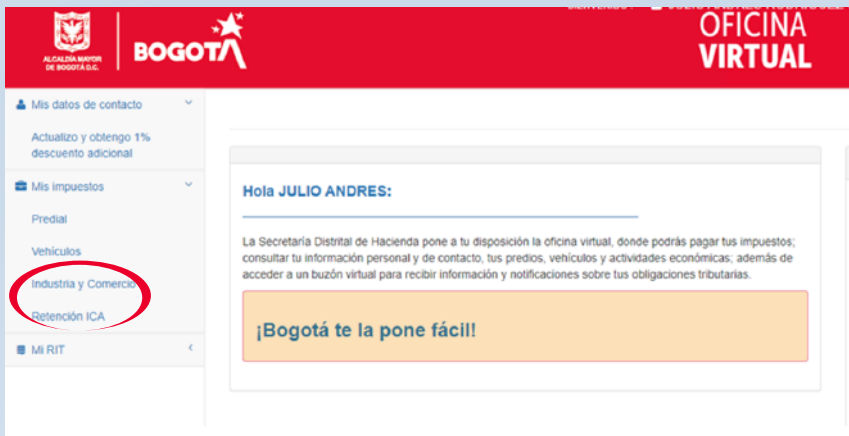 OFICINA
VIRTUAL
ALCALDÍA MAYOR
DE BOGOTÁ D.C.
BOGOTÁ
Mis datos de contacto
Actualizo y obtengo 1%
descuento adicional
Mis impuestos
Predial
Vehículos
Industria y Comercio
Retención ICA
Mi RIT
Hola JULIO ANDRES:
La Secretaría Distrital de Hacienda pone a tu disposición la oficina virtual, donde podrás pagar tus impuestos;
consultar tu información personal y de contacto, tus predios, vehículos y actividades económicas; además de
acceder a un buzón virtual para recibir información y notificaciones sobre tus obligaciones tributarias.
¡Bogotá te la pone fácil!